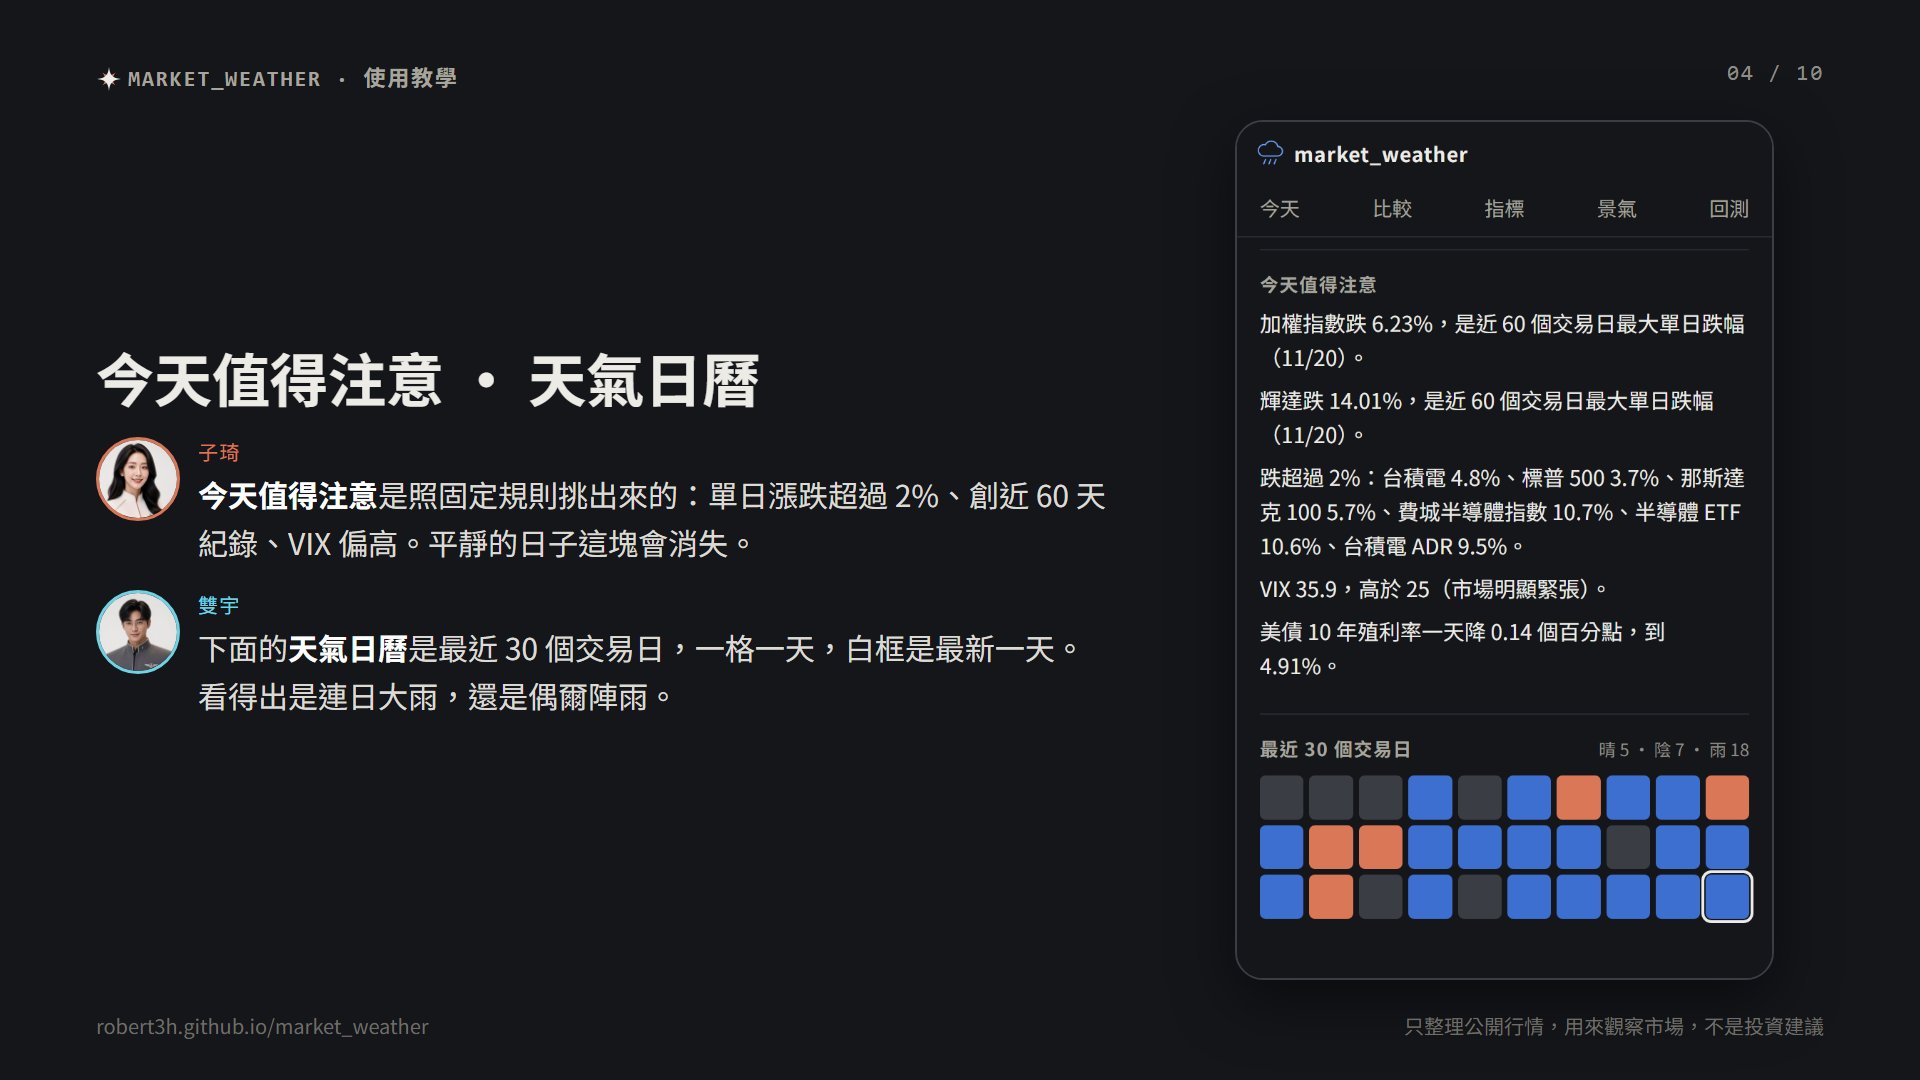 MARKET_WEATHER · 使用教學
04 / 10
今天值得注意 · 天氣日曆
子琦
今天值得注意是照固定規則挑出來的：單日漲跌超過 2%、創近 60 天
紀錄、VIX 偏高。平靜的日子這塊會消失。
雙宇
下面的天氣日曆是最近 30 個交易日，一格一天，白框是最新一天。
看得出是連日大雨，還是偶爾陣雨。
market_weather
今天 比較 指標 景氣 回測
今天值得注意
加權指數跌 6.23%，是近 60 個交易日最大單日跌幅
（11/20）。
輝達跌 14.01%，是近 60 個交易日最大單日跌幅
（11/20）。
跌超過 2%：台積電 4.8%、標普 500 3.7%、那斯達
克 100 5.7%、費城半導體指數 10.7%、半導體 ETF
10.6%、台積電 ADR 9.5%。
VIX 35.9，高於 25（市場明顯緊張）。
美債 10 年殖利率一天降 0.14 個百分點，到
4.91%。
最近 30 個交易日
晴 5 · 陰 7 · 雨 18
robert3h.github.io/market_weather
只整理公開行情，用來觀察市場，不是投資建議